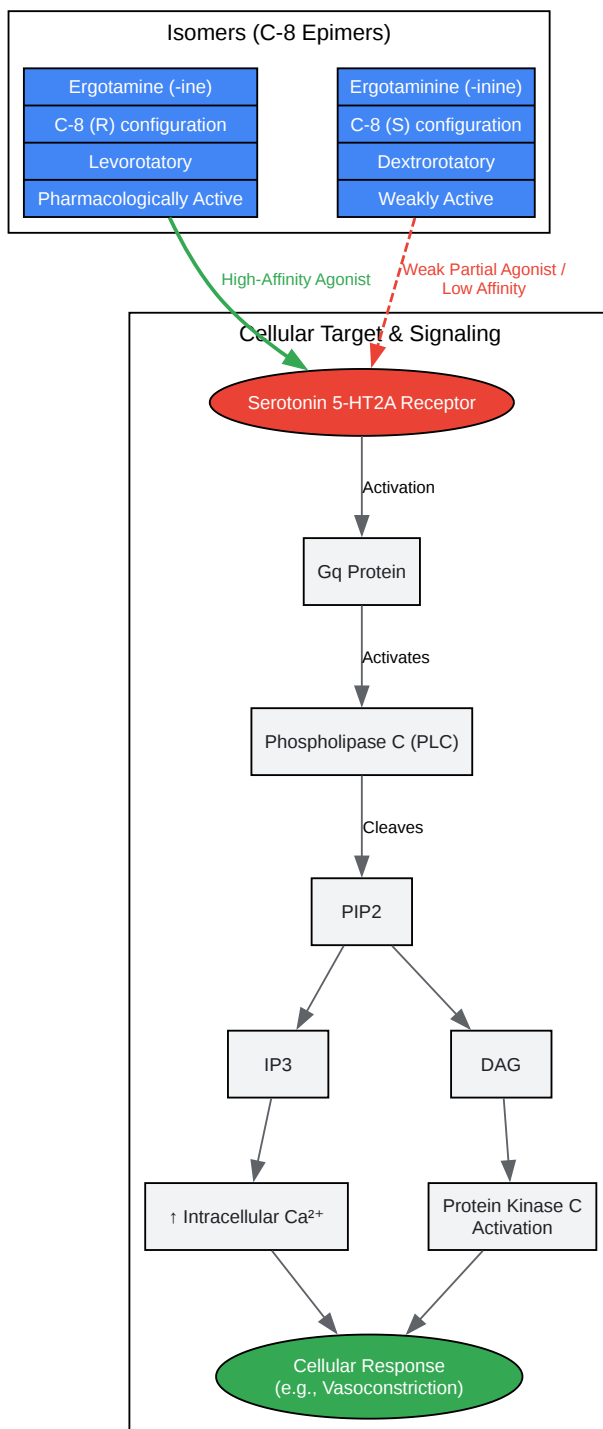 Isomers (C-8 Epimers)
Ergotamine (-ine)
C-8 (R) configuration
Levorotatory
Pharmacologically Active
Ergotaminine (-inine)
C-8 (S) configuration
Dextrorotatory
Weakly Active
High-Affinity Agonist
Weak Partial Agonist /
Low Affinity
Cellular Target & Signaling
Serotonin 5-HT2A Receptor
Activation
Gq Protein
Activates
Phospholipase C (PLC)
Cleaves
PIP2
IP3
DAG
↑ Intracellular Ca²⁺
Protein Kinase C
Activation
Cellular Response
(e.g., Vasoconstriction)